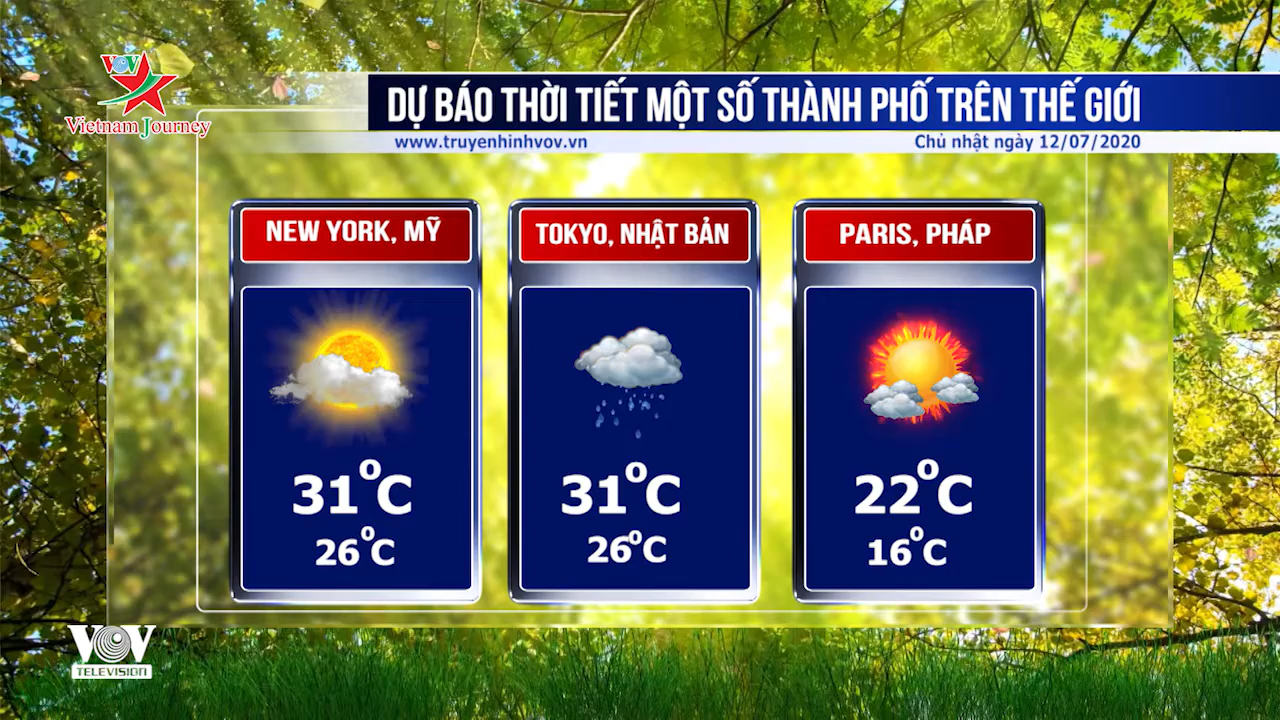 VOV
Vietnam Journey
DỰ BÁO THỜI TIẾT MỘT SỐ THÀNH PHỐ TRÊN THẾ GIỚI
www.truyenhinhvov.vn
Chủ nhật ngày 12/07/2020
NEW YORK, MỸ
31°C
26°C
TOKYO, NHẬT BẢN
31°C
26°C
PARIS, PHÁP
22°C
16°C
VOV
TELEVISION